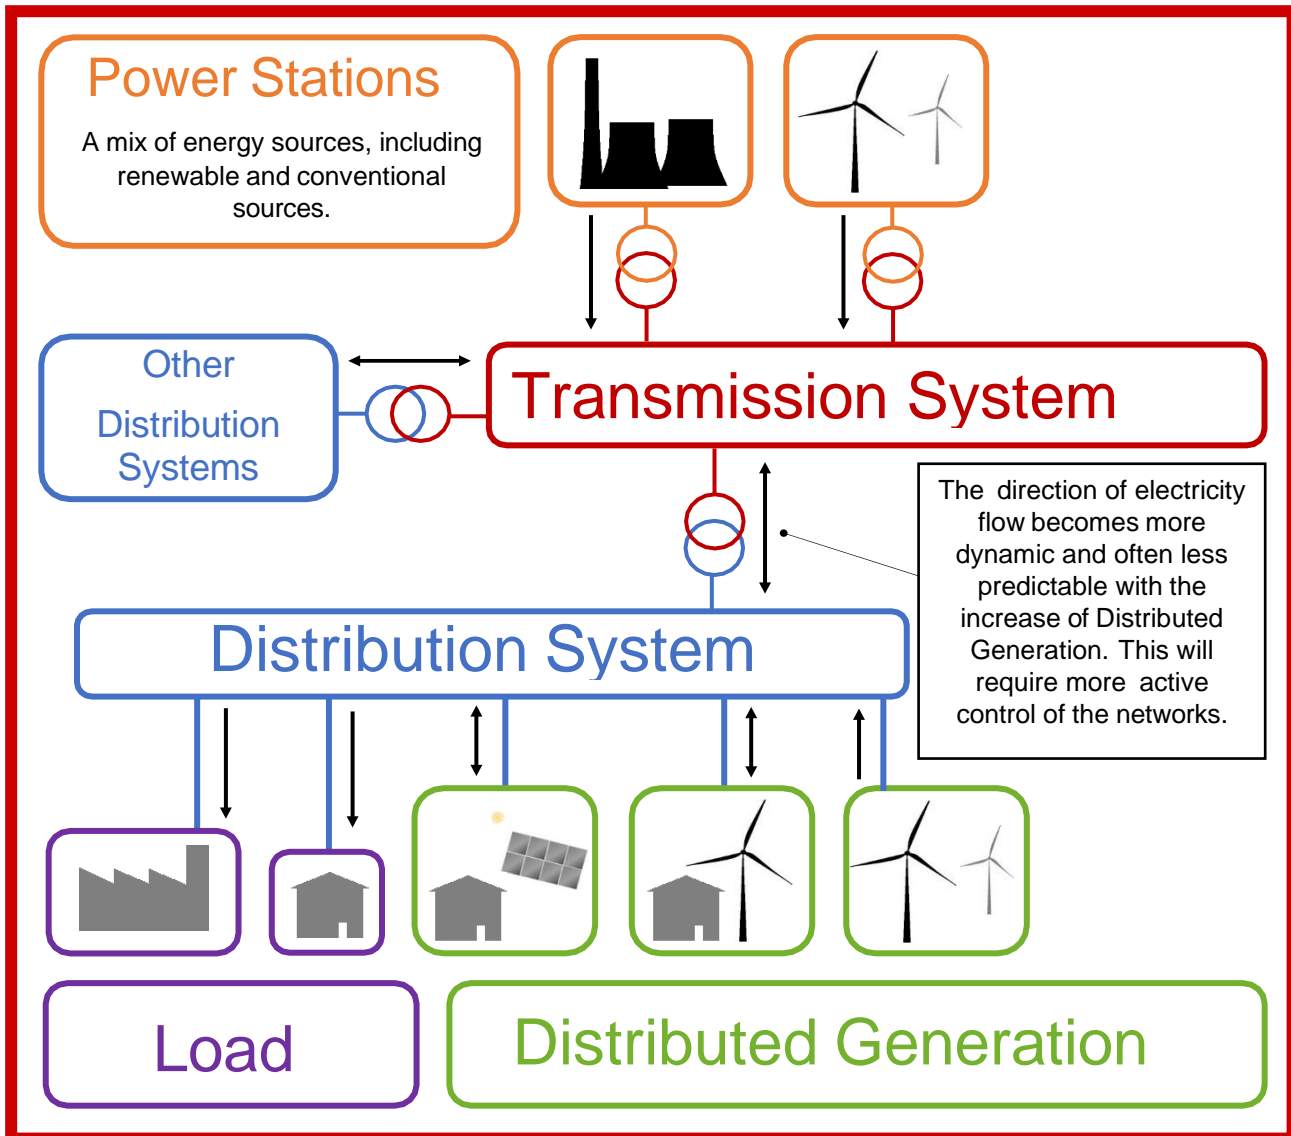 Power Stations
A mix of energy sources, including
renewable and conventional
sources.
Other
Distribution
Systems
Transmission System
The direction of electricity
flow becomes more
dynamic and often less
predictable with the
increase of Distributed
Generation. This will
require more active
control of the networks.
Distribution System
Load
Distributed Generation